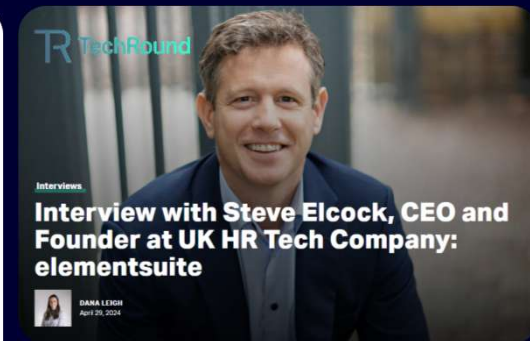 TR TechRound
Interviews
Interview with Steve Elcock, CEO and
Founder at UK HR Tech Company:
elementsuite
DANA LEIGH
April 29, 2024